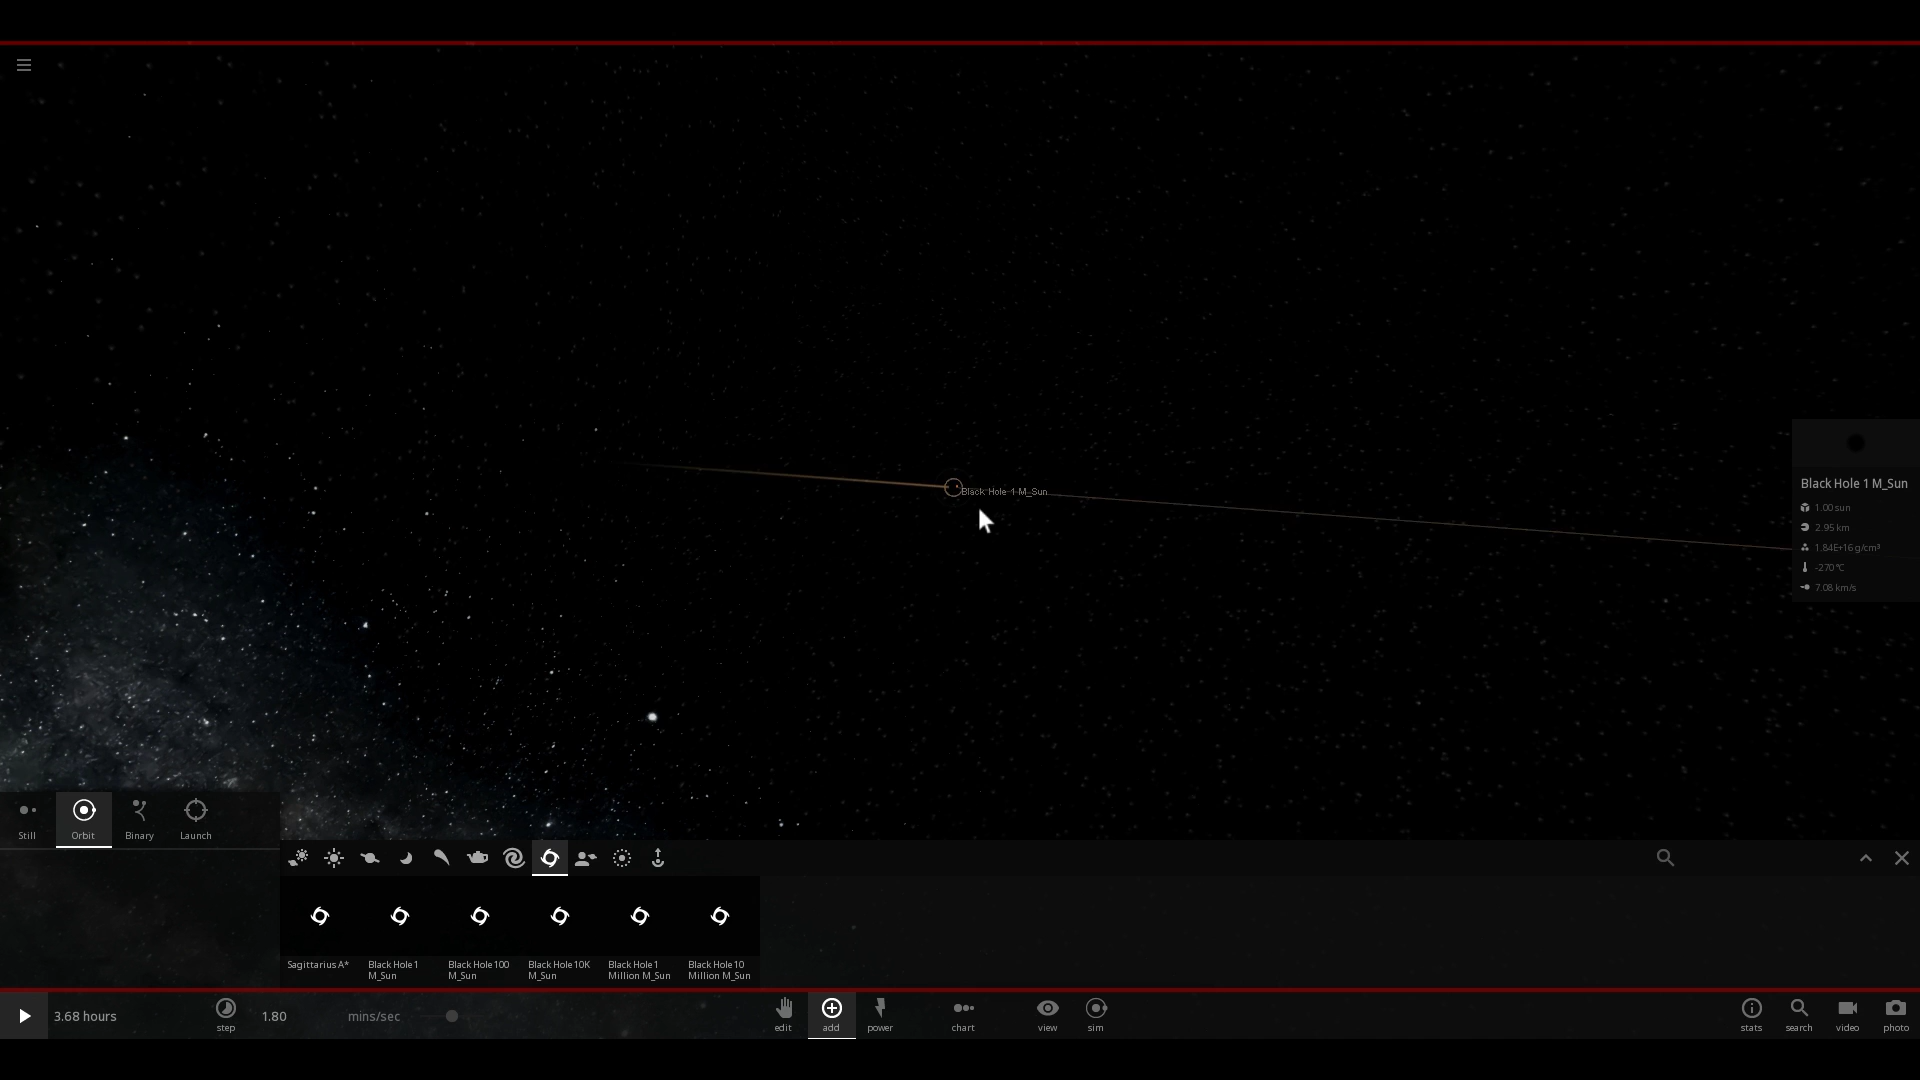 Black Hole 1 M_Sun
Black Hole 1 M_Sun
1.00 sun
2.95 km
1.84E+16 g/cm³
-270 °C
7.08 km/s
Still
Orbit
Binary
Launch
Sagittarius A*
Black Hole 1
M_Sun
Black Hole 100
M_Sun
Black Hole 10K
M_Sun
Black Hole 1
Million M_Sun
Black Hole 10
Million M_Sun
3.68 hours
step
1.80
mins/sec
edit
add
power
chart
view
sim
stats
search
video
photo